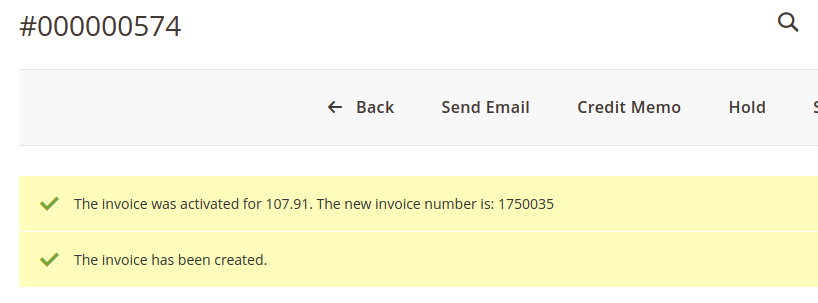 #000000574
Back Send Email Credit Memo Hold
The invoice was activated for 107.91. The new invoice number is: 1750035
The invoice has been created.